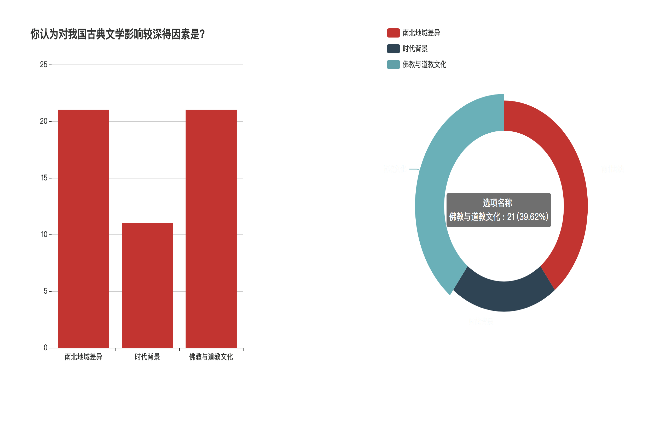 你认为对我国古典文学影响较深得因素是?
25
20
15
10
5
0
南北地域差异
时代背景
佛教与道教文化
南北地域差异
时代背景
佛教与道教文化
选项名称
佛教与道教文化 : 21 (39.62%)